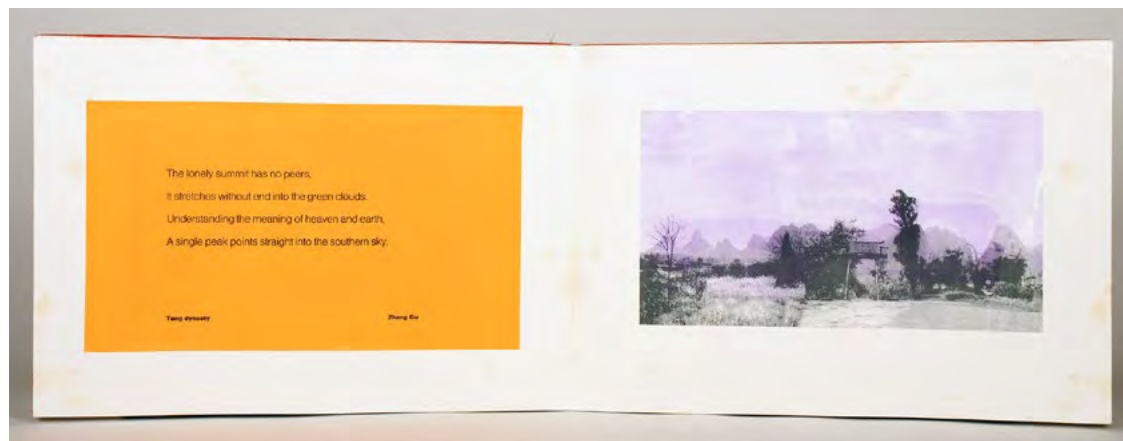 The lonely summit has no peers,
It stretches without end into the green clouds.
Understanding the meaning of heaven and earth,
A single peak points straight into the southern sky.
Tang dynasty
Zhang Gu